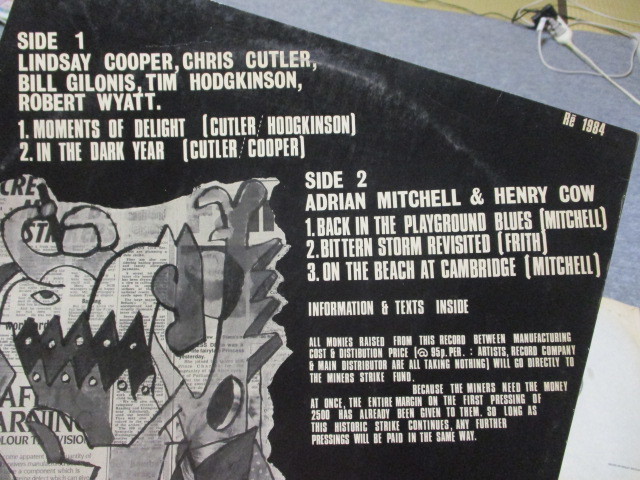 SIDE 1
LINDSAY COOPER, CHRIS CUTLER,
BILL GILONIS, TIM HODGKINSON,
ROBERT WYATT.
1. MOMENTS OF DELIGHT (CUTLER/HODGKINSON)
2. IN THE DARK YEAR (CUTLER/COOPER)
Rē 1984
SIDE 2
ADRIAN MITCHELL & HENRY COW
1. BACK IN THE PLAYGROUND BLUES (MITCHELL)
2. BITTERN STORM REVISITED (FRITH)
3. ON THE BEACH AT CAMBRIDGE (MITCHELL)
INFORMATION & TEXTS INSIDE
ALL MONIES RAISED FROM THIS RECORD BETWEEN MANUFACTURING
COST & DISTIBUTION PRICE (@ 85p. PER. : ARTISTS, RECORD COMPANY
& MAIN DISTRIBUTOR ARE ALL TAKING NOTHING) WILL GO DIRECTLY TO
THE MINERS STRIKE FUND.
BECAUSE THE MINERS NEED THE MONEY
AT ONCE, THE ENTIRE MARGIN ON THE FIRST PRESSING OF
2500 HAS ALREADY BEEN GIVEN TO THEM. SO LONG AS
THIS HISTORIC STRIKE CONTINUES, ANY FURTHER
PRESSINGS WILL BE PAID IN THE SAME WAY.